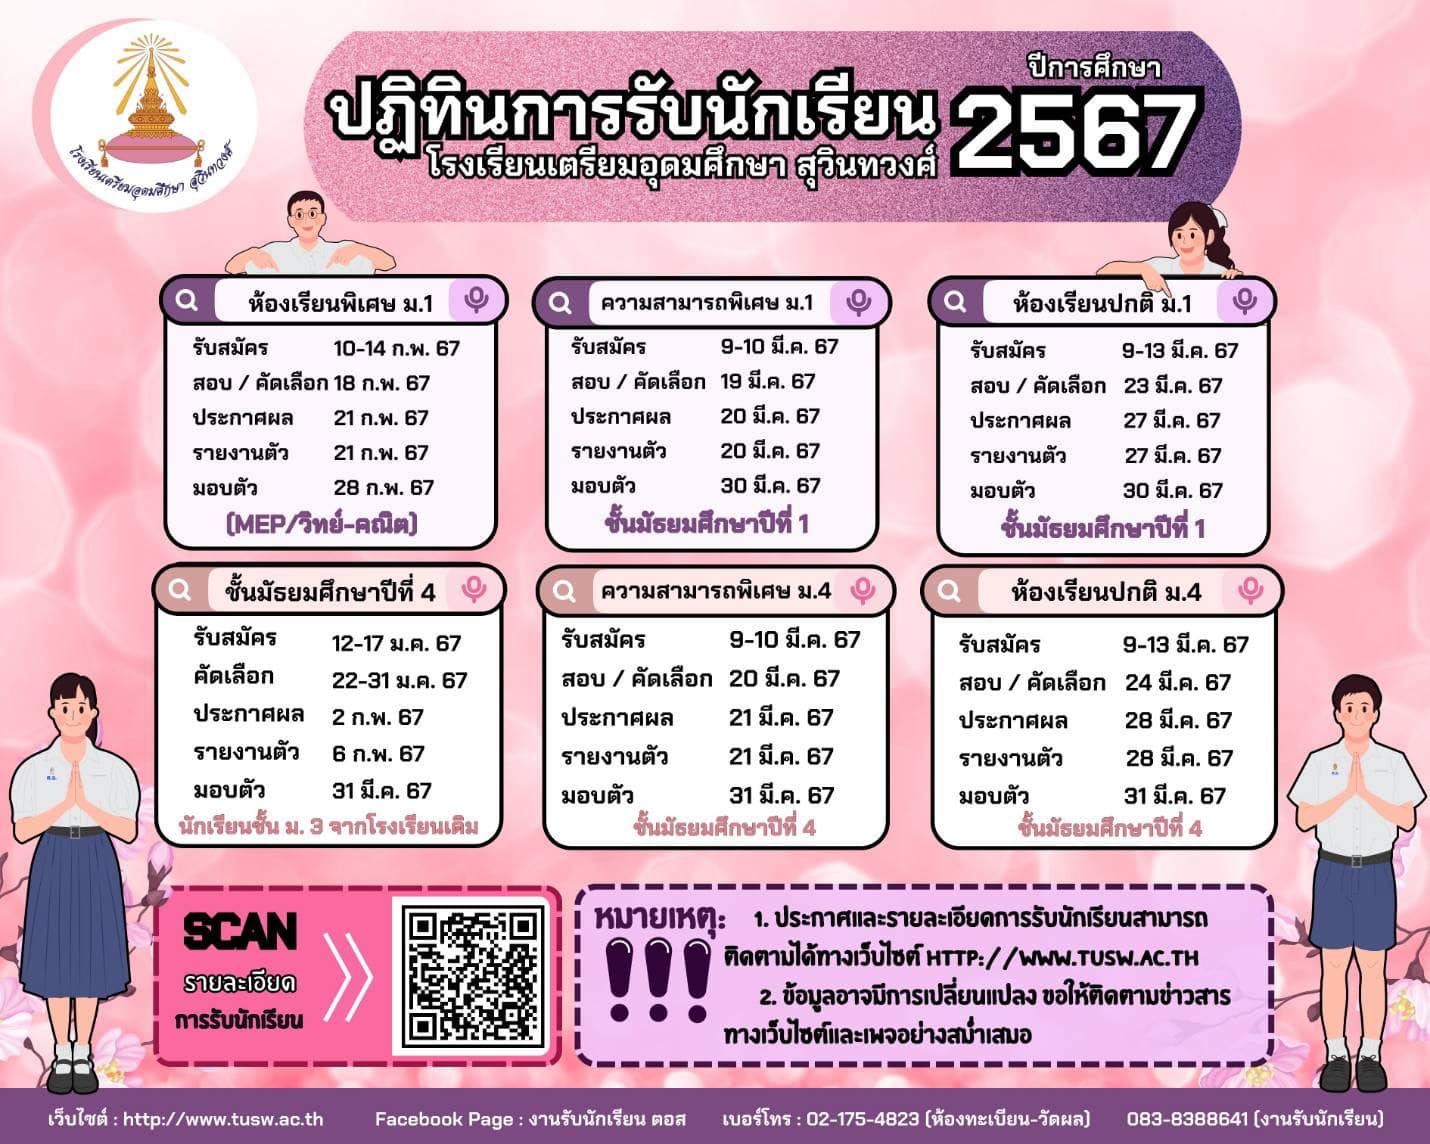 โรงเรียนเตรียมอุดมศึกษา สุวินทวงศ์
ปีการศึกษา
ปฏิทินการรับนักเรียน 2567
โรงเรียนเตรียมอุดมศึกษา สุวินทวงศ์
ห้องเรียนพิเศษ ม.1
รับสมัคร 10-14 ก.พ. 67
สอบ / คัดเลือก 18 ก.พ. 67
ประกาศผล 21 ก.พ. 67
รายงานตัว 21 ก.พ. 67
มอบตัว 28 ก.พ. 67
(MEP/วิทย์-คณิต)
ความสามารถพิเศษ ม.1
รับสมัคร 9-10 มี.ค. 67
สอบ / คัดเลือก 19 มี.ค. 67
ประกาศผล 20 มี.ค. 67
รายงานตัว 20 มี.ค. 67
มอบตัว 30 มี.ค. 67
ชั้นมัธยมศึกษาปีที่ 1
ห้องเรียนปกติ ม.1
รับสมัคร 9-13 มี.ค. 67
สอบ / คัดเลือก 23 มี.ค. 67
ประกาศผล 27 มี.ค. 67
รายงานตัว 27 มี.ค. 67
มอบตัว 30 มี.ค. 67
ชั้นมัธยมศึกษาปีที่ 1
ชั้นมัธยมศึกษาปีที่ 4
รับสมัคร 12-17 ม.ค. 67
คัดเลือก 22-31 ม.ค. 67
ประกาศผล 2 ก.พ. 67
รายงานตัว 6 ก.พ. 67
มอบตัว 31 มี.ค. 67
นักเรียนชั้น ม. 3 จากโรงเรียนเดิม
ความสามารถพิเศษ ม.4
รับสมัคร 9-10 มี.ค. 67
สอบ / คัดเลือก 20 มี.ค. 67
ประกาศผล 21 มี.ค. 67
รายงานตัว 21 มี.ค. 67
มอบตัว 31 มี.ค. 67
ชั้นมัธยมศึกษาปีที่ 4
ห้องเรียนปกติ ม.4
รับสมัคร 9-13 มี.ค. 67
สอบ / คัดเลือก 24 มี.ค. 67
ประกาศผล 28 มี.ค. 67
รายงานตัว 28 มี.ค. 67
มอบตัว 31 มี.ค. 67
ชั้นมัธยมศึกษาปีที่ 4
SCAN
รายละเอียด
การรับนักเรียน
หมายเหตุ: 1. ประกาศและรายละเอียดการรับนักเรียนสามารถ
ติดตามได้ทางเว็บไซต์ HTTP://WWW.TUSW.AC.TH
!!! 2. ข้อมูลอาจมีการเปลี่ยนแปลง ขอให้ติดตามข่าวสาร
ทางเว็บไซต์และเพจอย่างสม่ำเสมอ
เว็บไซต์ : http://www.tusw.ac.th Facebook Page : งานรับนักเรียน ตอส เบอร์โทร : 02-175-4823 (ห้องทะเบียน-วัดผล) 083-8388641 (งานรับนักเรียน)